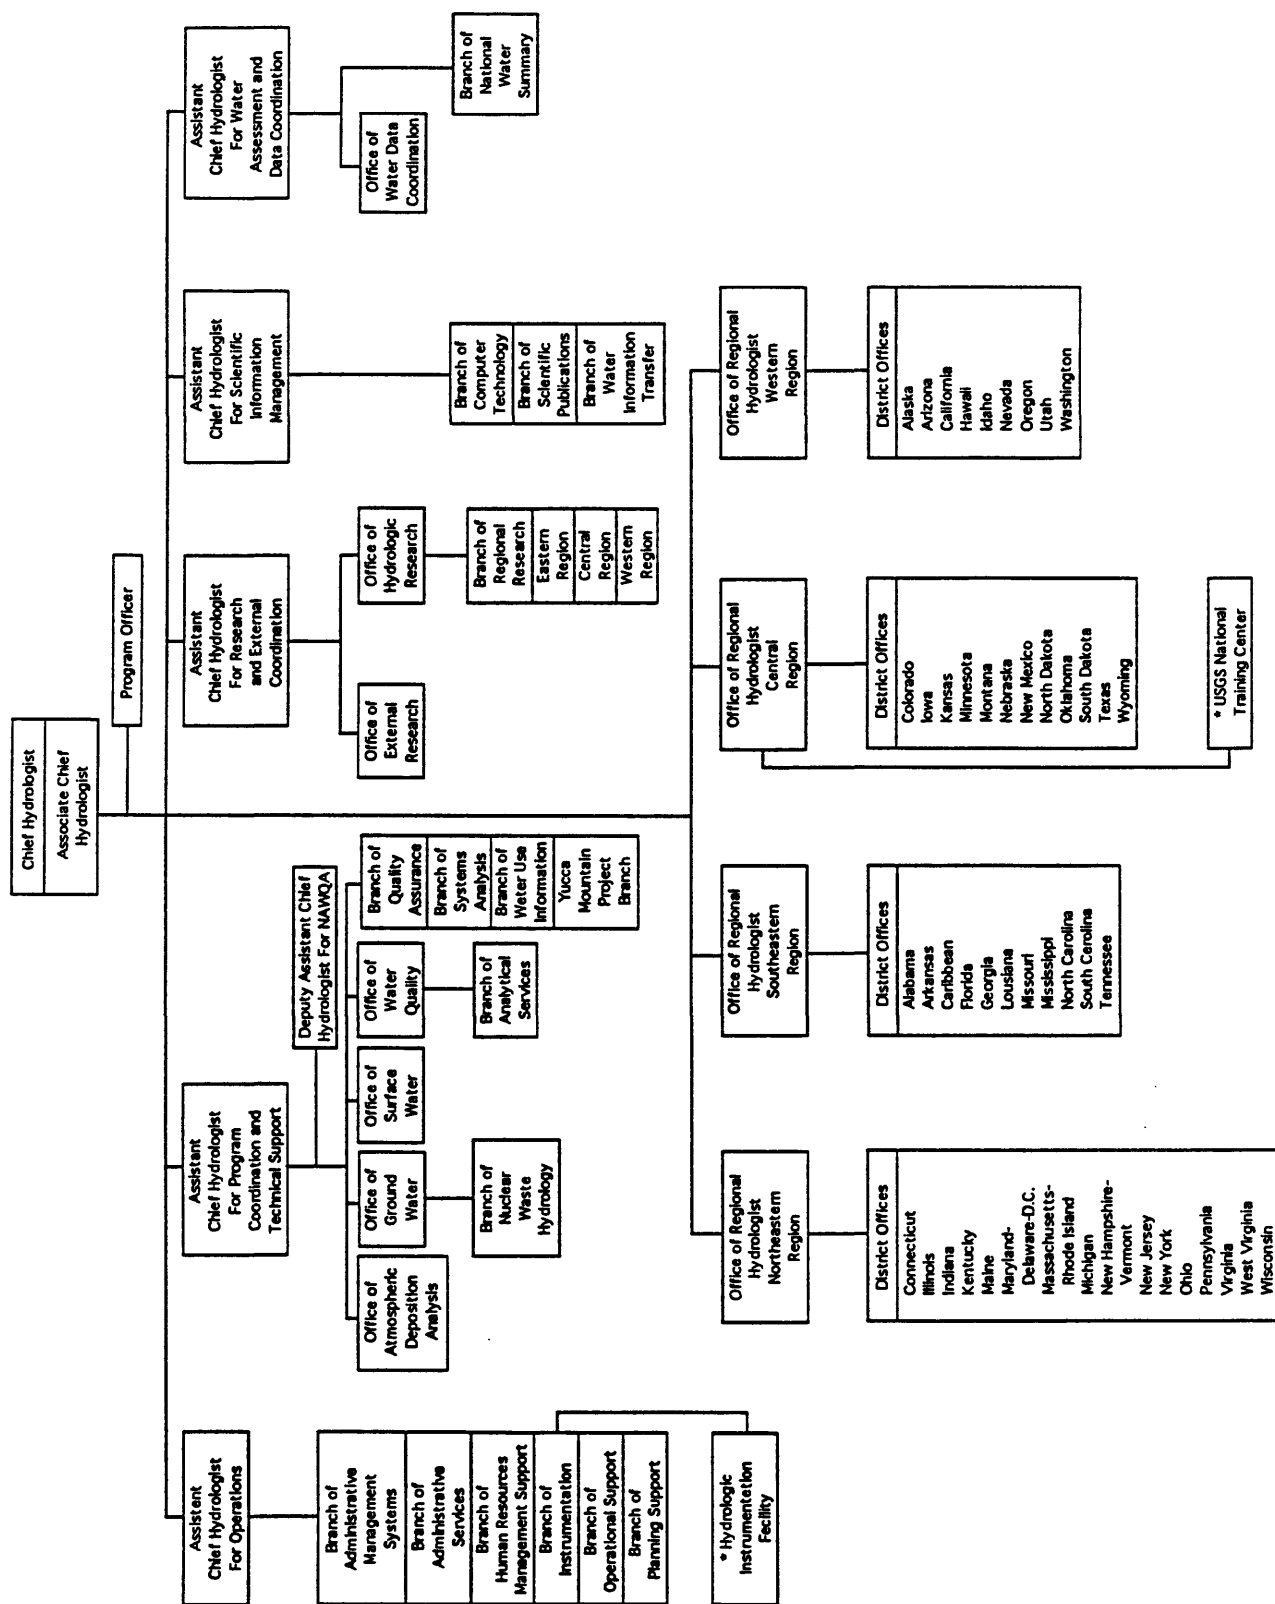 Chief Hydrologist
Associate Chief
Hydrologist
Program Officer
Assistent
Chief Hydrologist
For Operations
Assistant
Chief Hydrologist
For Program
Coordination and
Technical Support
Assistant
Chief Hydrologist
For Research
and External
Coordination
Assistant
Chief Hydrologist
For Scientific
Information
Management
Assistant
Chief Hydrologist
For Water
Assessment and
Data Coordination
Branch of
Administrative
Management
Systems
Branch of
Administrative
Services
Branch of
Human Resources
Management Support
Branch of
Instrumentation
Branch of
Operational Support
Branch of
Planning Support
* Hydrologic
Instrumentetion
Fecility
Deputy Assistant Chief
Hydrologist For NAWQA
Office of
Atmospheric
Deposition
Analysis
Office of
Ground
Water
Branch of
Nuclear
Waste
Hydrology
Office of
Surface
Water
Office of
Water
Quality
Branch of
Analytical
Services
Branch of
Quality
Assurance
Branch of
Systems
Analysis
Branch of
Weter Use
Information
Yucca
Mountain
Project
Branch
Office of
External
Research
Office of
Hydrologic
Research
Branch of
Regional
Research
Eastern
Region
Central
Region
Western
Region
Branch of
Computer
Technology
Branch of
Scientific
Publications
Branch of
Water
Information
Transfer
Office of
Water Data
Coordination
Branch of
National
Water
Summary
Office of Regional
Hydrologist
Northeastern
Region
District Offices
Connecticut
Illinois
Indiana
Kentucky
Maine
Maryland-
Delaware-D.C.
Massachusetts-
Rhode Island
Michigan
New Hampshire-
Vermont
New Jersey
New York
Ohio
Pennsylvania
Virginia
West Virginia
Wisconsin
Office of Regional
Hydrologist
Southeastern
Region
District Offices
Alabama
Arkansas
Caribbean
Florida
Georgia
Lousiana
Missouri
Mississippi
North Carolina
South Cerolina
Tennessee
Office of Regional
Hydrologist
Central
Region
District Offices
Colorado
Iowa
Kansas
Minnesota
Montana
Nebraska
New Mexico
North Dakota
Oklahoma
South Dakota
Texas
Wyoming
* USGS National
Training Center
Office of Regional
Hydrologist
Western
Region
District Offices
Alaska
Arizona
California
Hawaii
Idaho
Nevada
Oregon
Utah
Washington